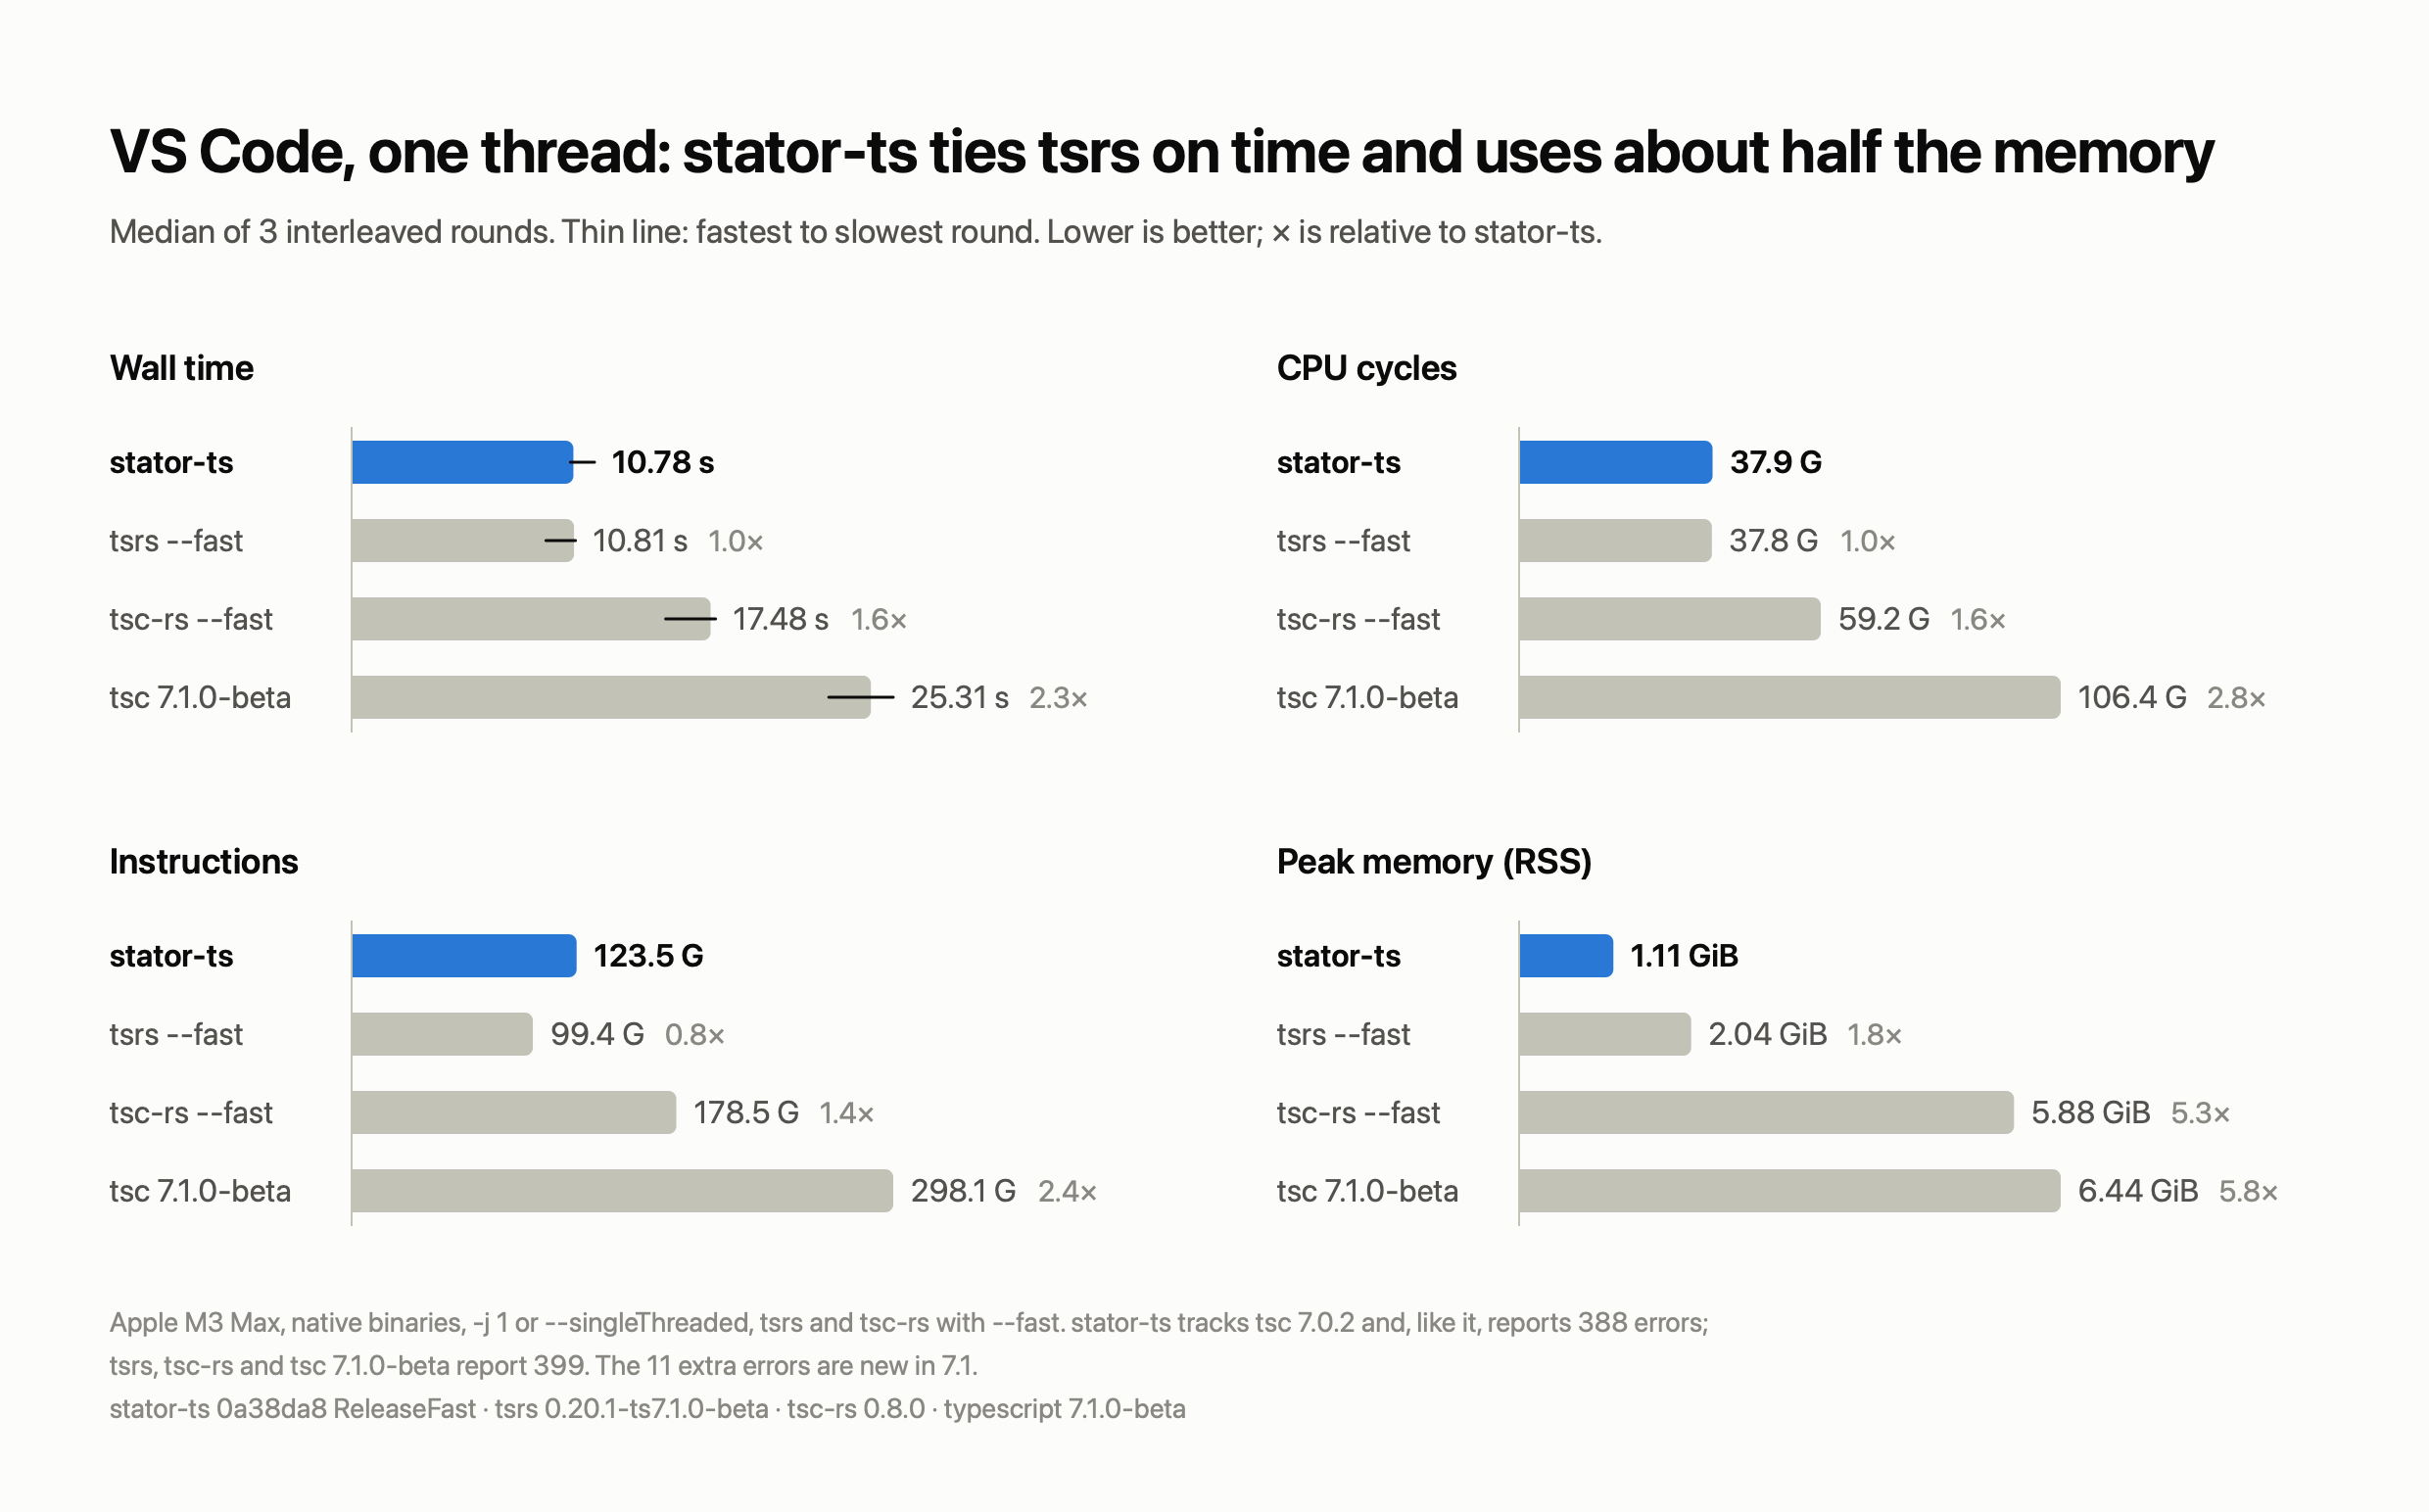 VS Code, one thread: stator-ts ties tsrs on time and uses about half the memory
Median of 3 interleaved rounds. Thin line: fastest to slowest round. Lower is better; × is relative to stator-ts.
Wall time
stator-ts 10.78 s
tsrs --fast 10.81 s 1.0×
tsc-rs --fast 17.48 s 1.6×
tsc 7.1.0-beta 25.31 s 2.3×
CPU cycles
stator-ts 37.9 G
tsrs --fast 37.8 G 1.0×
tsc-rs --fast 59.2 G 1.6×
tsc 7.1.0-beta 106.4 G 2.8×
Instructions
stator-ts 123.5 G
tsrs --fast 99.4 G 0.8×
tsc-rs --fast 178.5 G 1.4×
tsc 7.1.0-beta 298.1 G 2.4×
Peak memory (RSS)
stator-ts 1.11 GiB
tsrs --fast 2.04 GiB 1.8×
tsc-rs --fast 5.88 GiB 5.3×
tsc 7.1.0-beta 6.44 GiB 5.8×
Apple M3 Max, native binaries, -j 1 or --singleThreaded, tsrs and tsc-rs with --fast. stator-ts tracks tsc 7.0.2 and, like it, reports 388 errors;
tsrs, tsc-rs and tsc 7.1.0-beta report 399. The 11 extra errors are new in 7.1.
stator-ts 0a38da8 ReleaseFast · tsrs 0.20.1-ts7.1.0-beta · tsc-rs 0.8.0 · typescript 7.1.0-beta